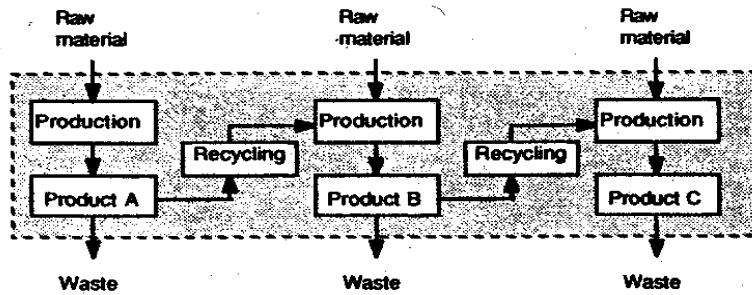 Raw
material
Raw
material
Raw
material
Production
Production
Production
Recycling
Recycling
Product A
Product B
Product C
Waste
Waste
Waste